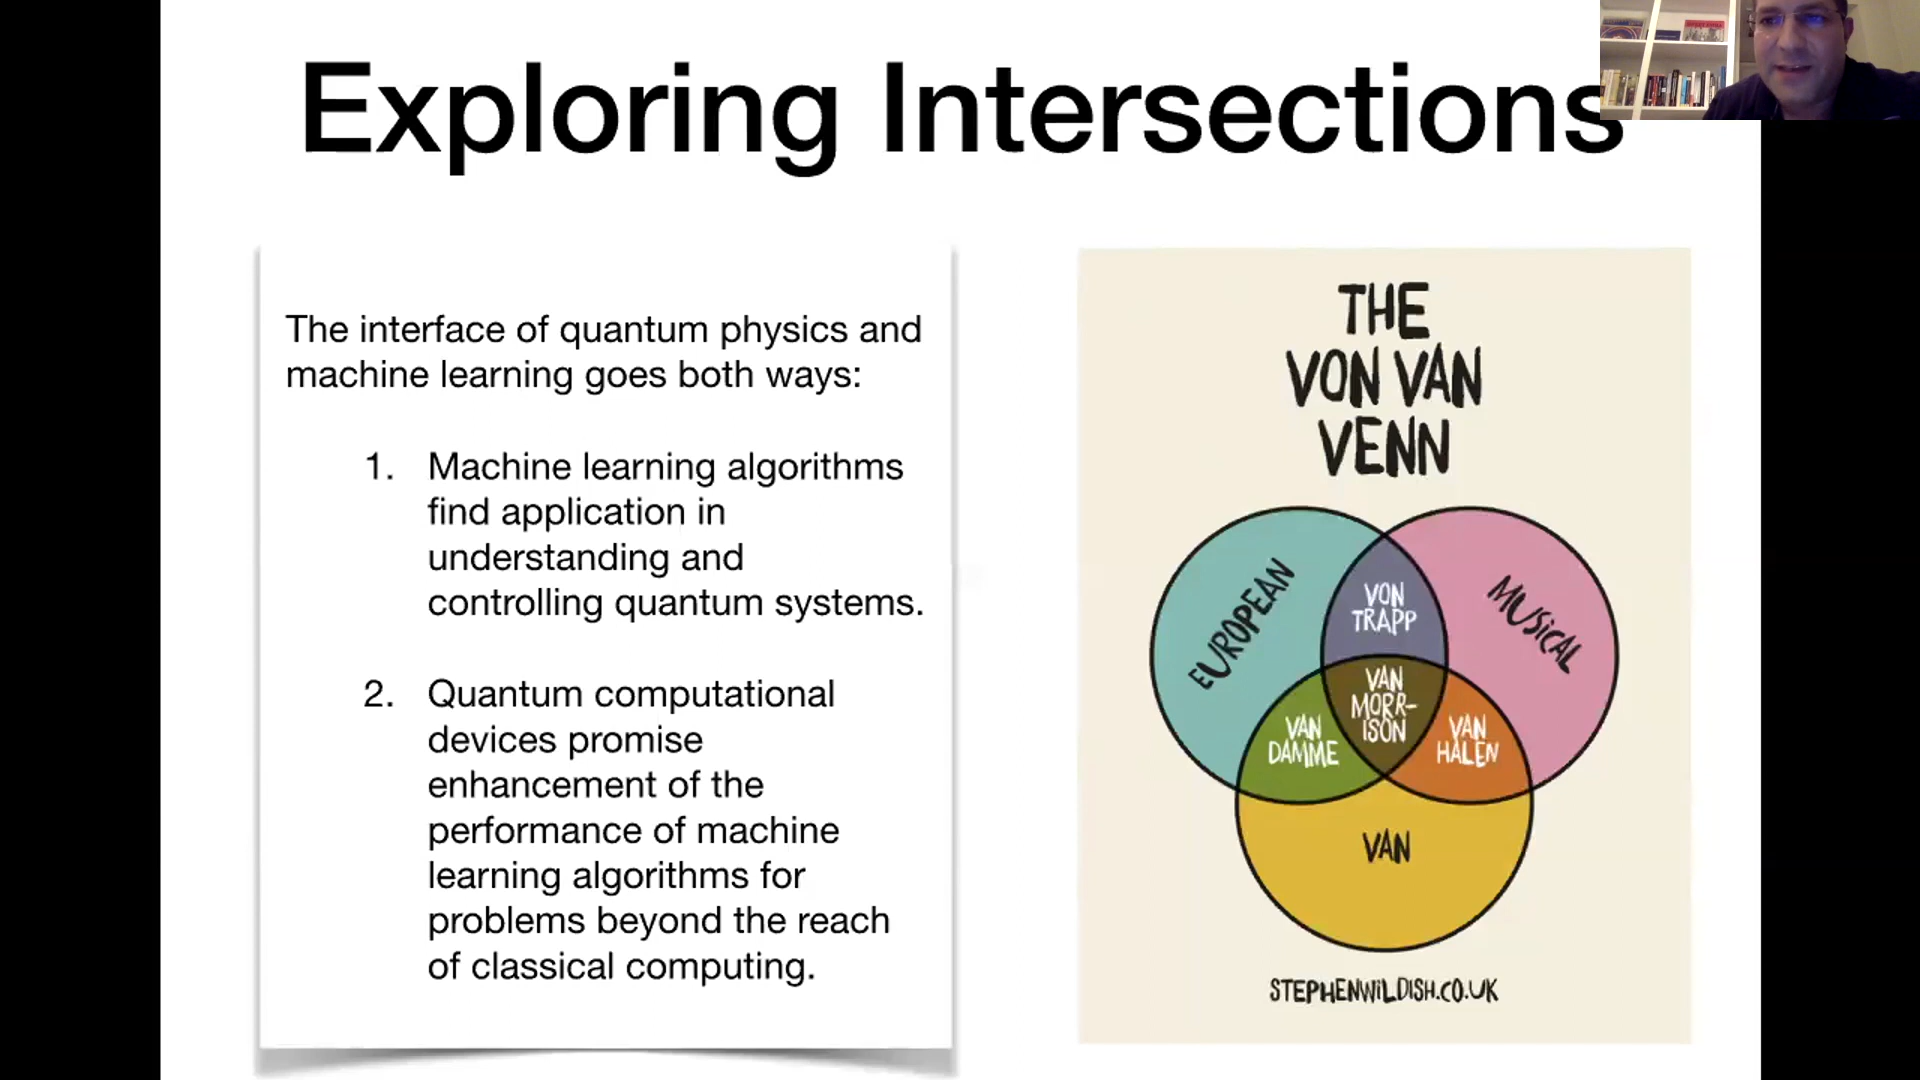 Exploring Intersections
The interface of quantum physics and
machine learning goes both ways:
1. Machine learning algorithms
find application in
understanding and
controlling quantum systems.
2. Quantum computational
devices promise
enhancement of the
performance of machine
learning algorithms for
problems beyond the reach
of classical computing.
THE
VON VAN
VENN
EUROPEAN
MUSiCAL
VON
TRAPP
VAN
MORR-
ISON
VAN
DAMME
VAN
HALEN
VAN
STEPHENWiLDISH.CO.UK